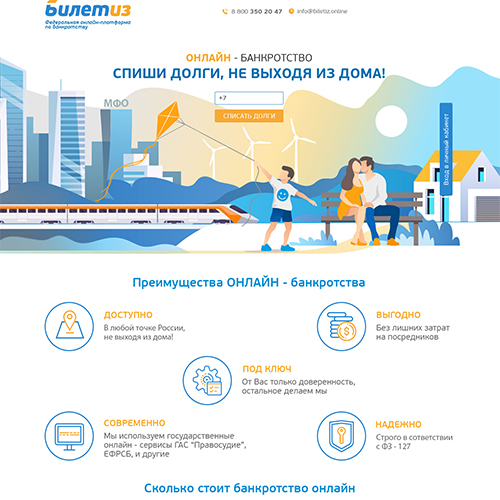 билетиз
Федеральная онлайн-платформа
по банкротству
8 800 350 20 47
info@biletiz.online
ОНЛАЙН - БАНКРОТСТВО
СПИШИ ДОЛГИ, НЕ ВЫХОДЯ ИЗ ДОМА!
+7
СПИСАТЬ ДОЛГИ
МФО
Вход в личный кабинет
Преимущества ОНЛАЙН - банкротства
ДОСТУПНО
В любой точке России,
не выходя из дома!
ВЫГОДНО
Без лишних затрат
на посредников
ПОД КЛЮЧ
От Вас только доверенность,
остальное делаем мы
СОВРЕМЕННО
Мы используем государственные
онлайн - сервисы ГАС "Правосудие",
ЕФРСБ, и другие
НАДЕЖНО
Строго в сответствии
с ФЗ - 127
Сколько стоит банкротство онлайн